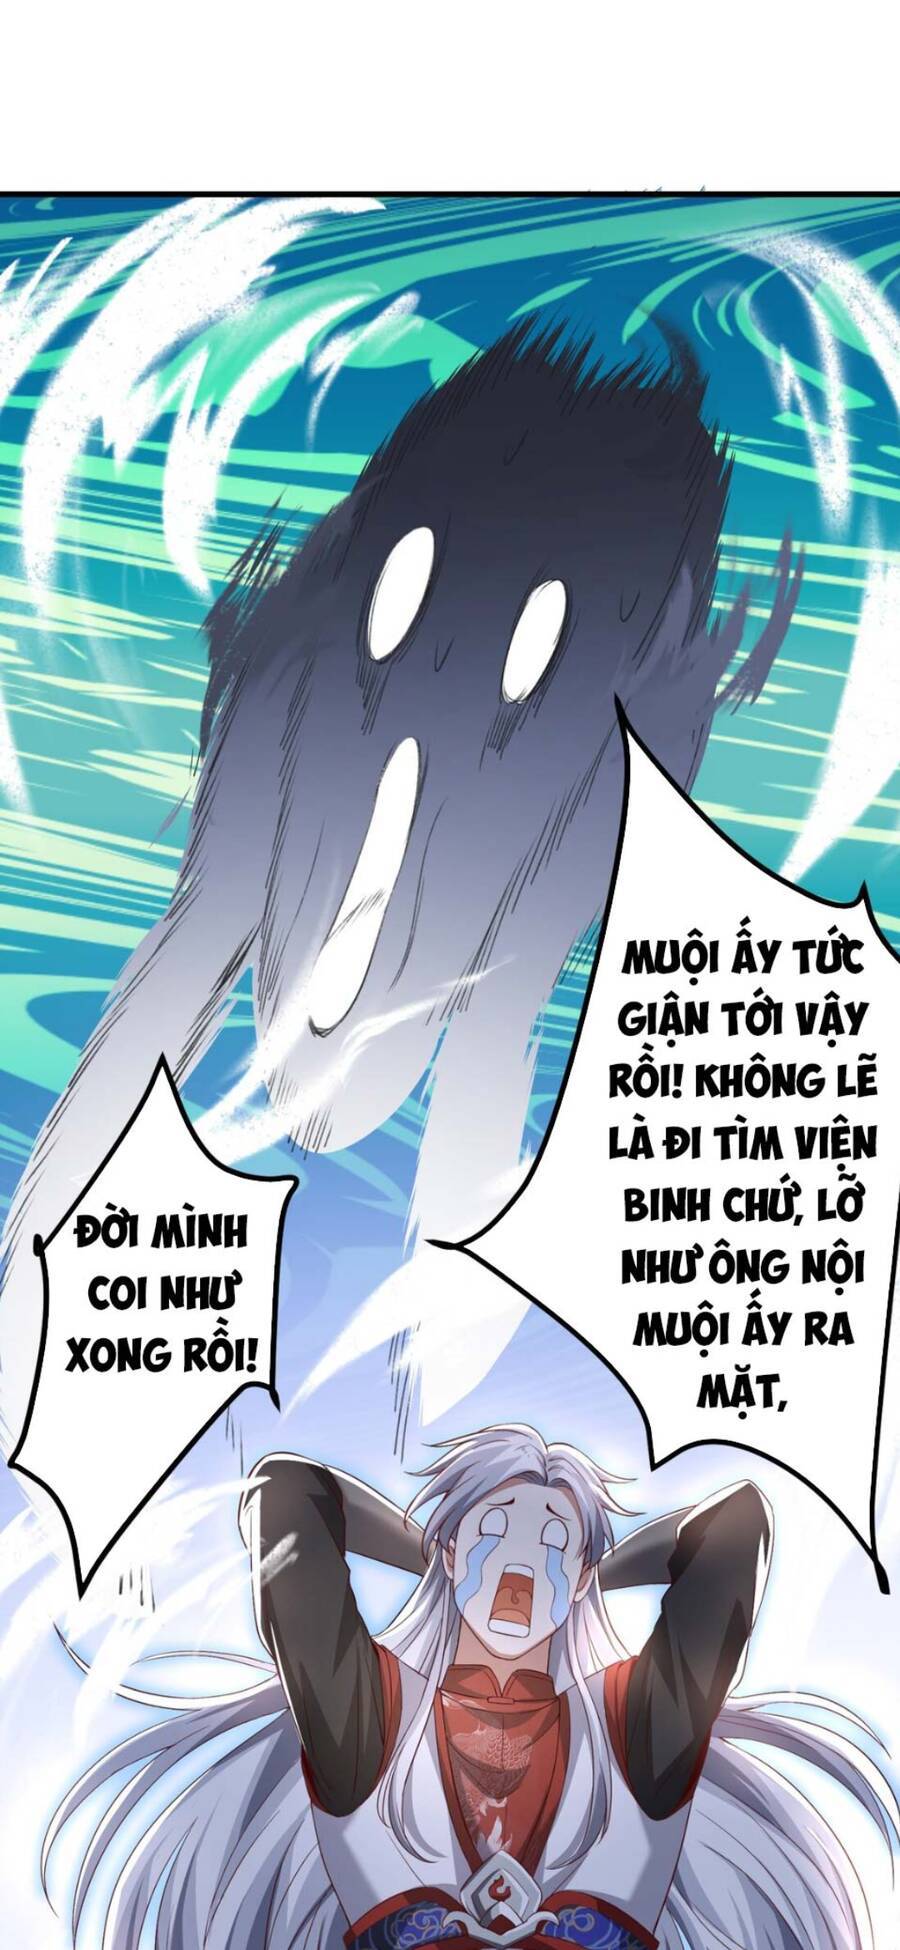 MUỘI ẤY TỨC
GIẬN TỚI VẬY
RỒI! KHÔNG LẼ
LÀ ĐI TÌM VIỆN
BINH CHỨ, LỠ
NHƯ ÔNG NỘI
MUỘI ẤY RA
MẶT,
ĐỜI MÌNH
COI NHƯ
XONG RỒI!